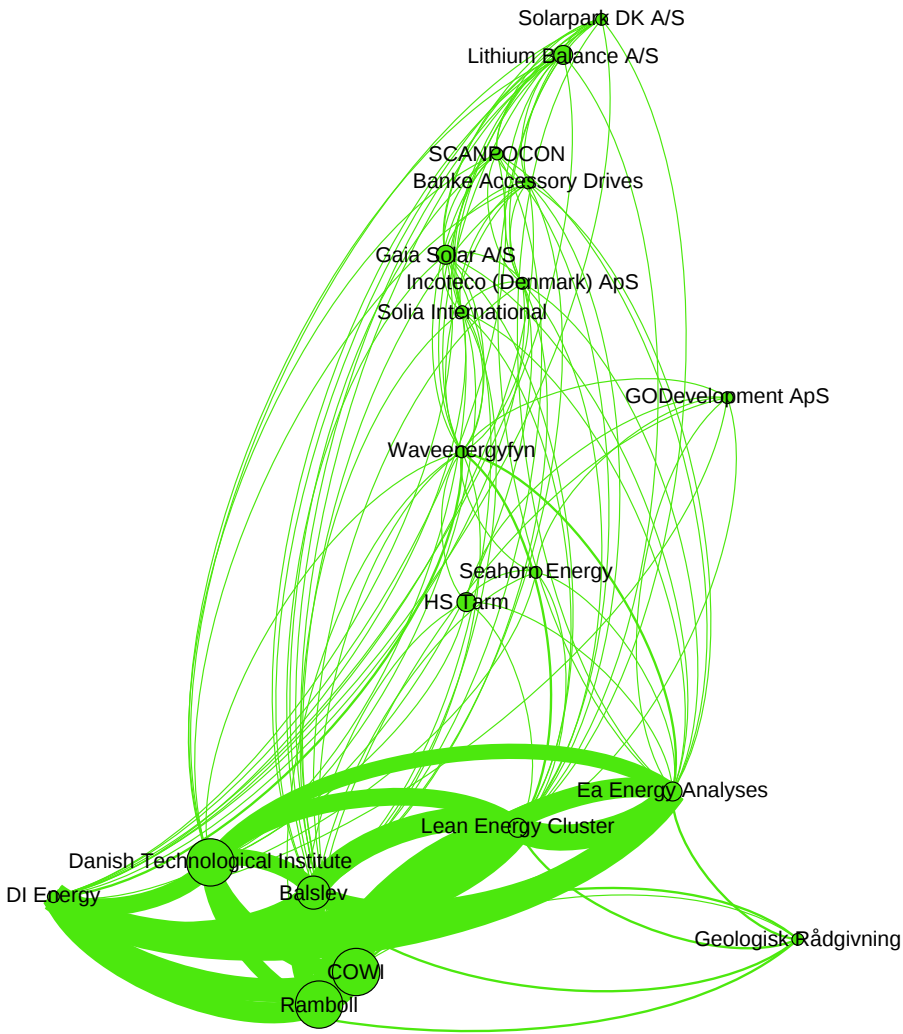 Solarpark DK A/S
Lithium Balance A/S
SCANPOCON
Banke Accessory Drives
Gaia Solar A/S
Incoteco (Denmark) ApS
Solia International
GODevelopment ApS
Waveenergyfyn
Seahorn Energy
HS Tarm
Ea Energy Analyses
Lean Energy Cluster
Danish Technological Institute
DI Energy
Balslev
Geologisk Rådgivning
COWI
Ramboll